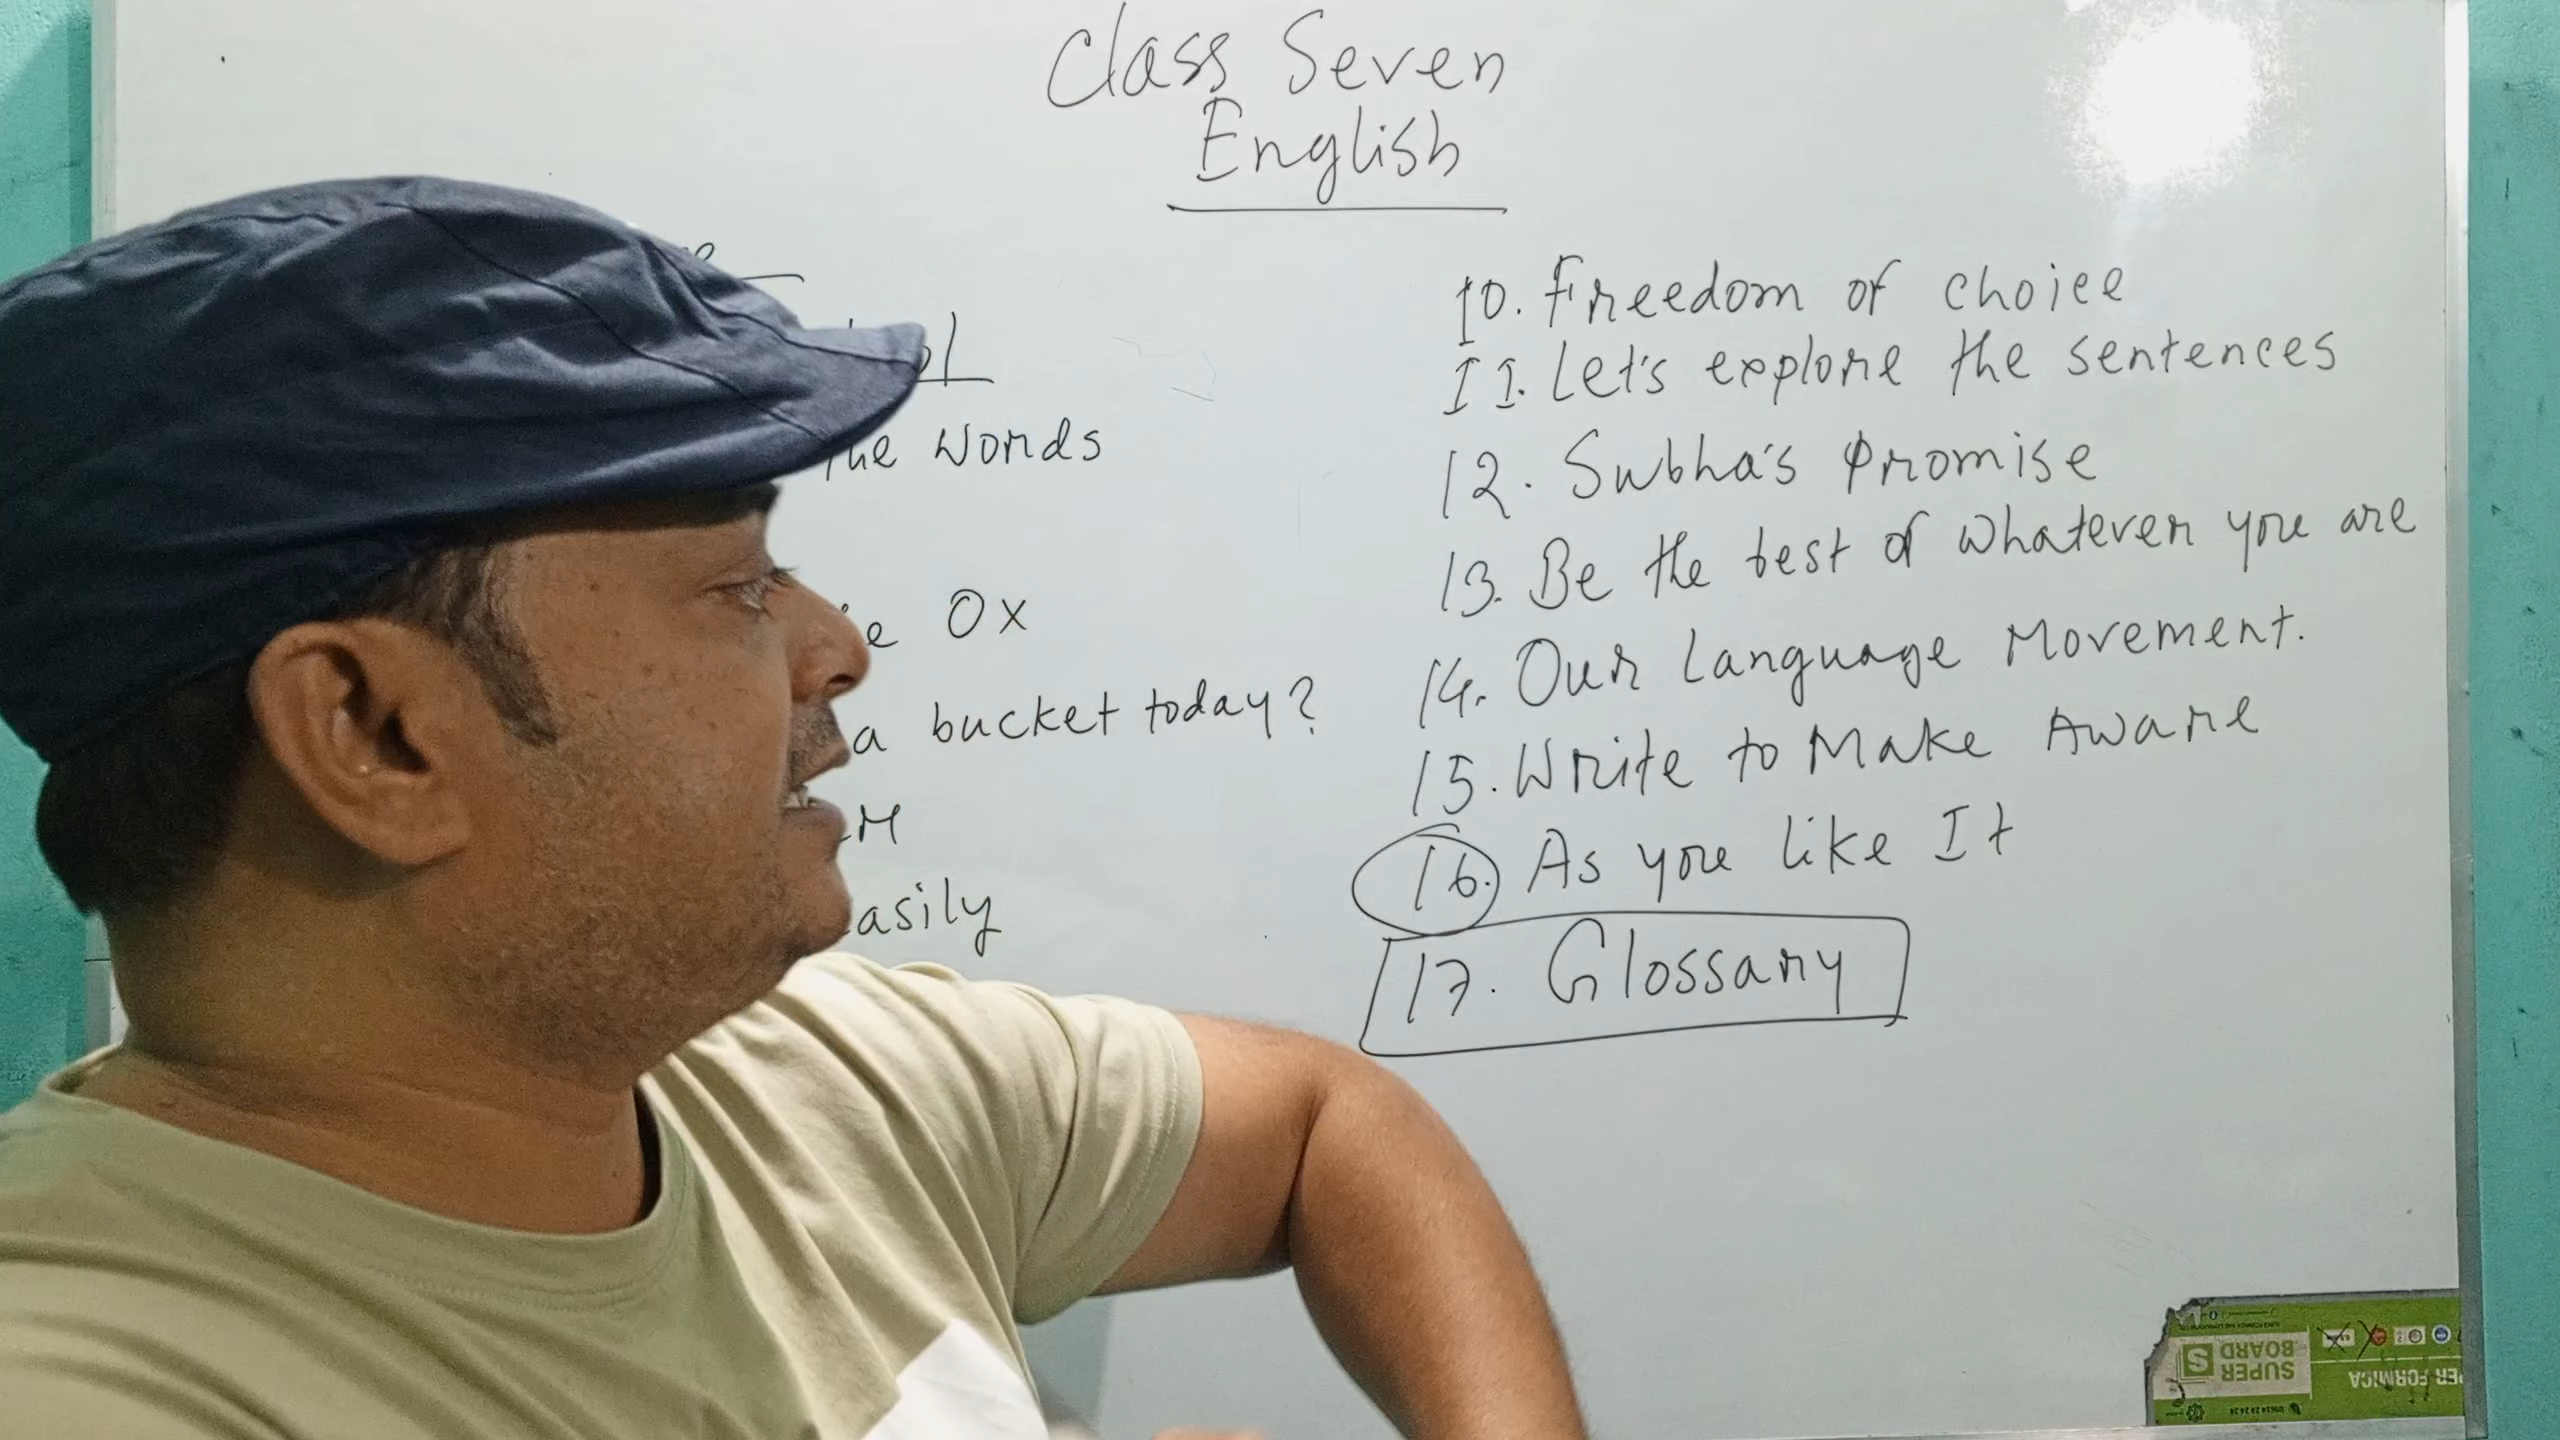 Class Seven
English
the Words
Ox
a bucket today?
10. Freedom of choice
11. Let's explore the sentences
12. Subha's promise
13. Be the best of whatever you are
14. Our Language Movement.
15. Write to Make Aware
16. As you like It
17. Glossary
SUPER
BOARD
S